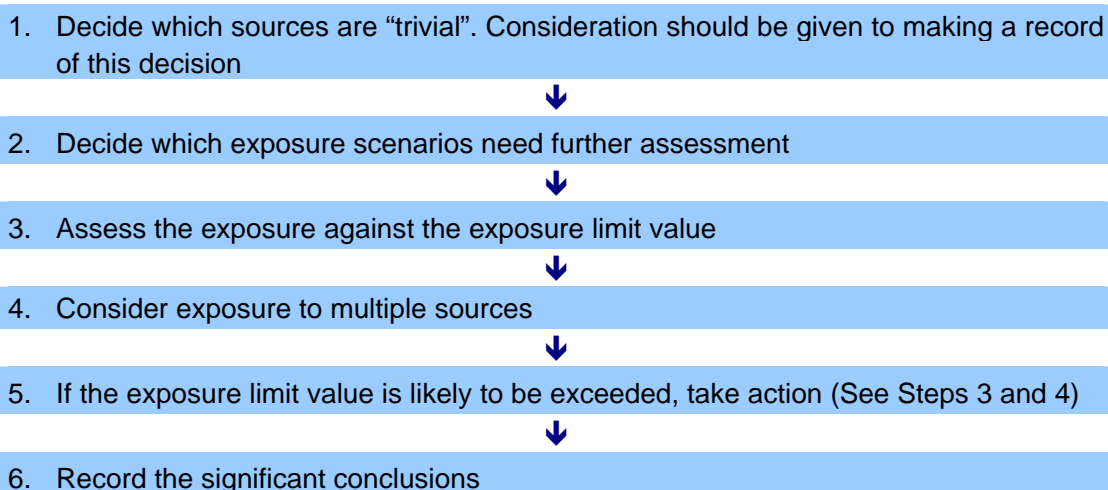 1. Decide which sources are “trivial”. Consideration should be given to making a record
of this decision
2. Decide which exposure scenarios need further assessment
3. Assess the exposure against the exposure limit value
4. Consider exposure to multiple sources
5. If the exposure limit value is likely to be exceeded, take action (See Steps 3 and 4)
6. Record the significant conclusions